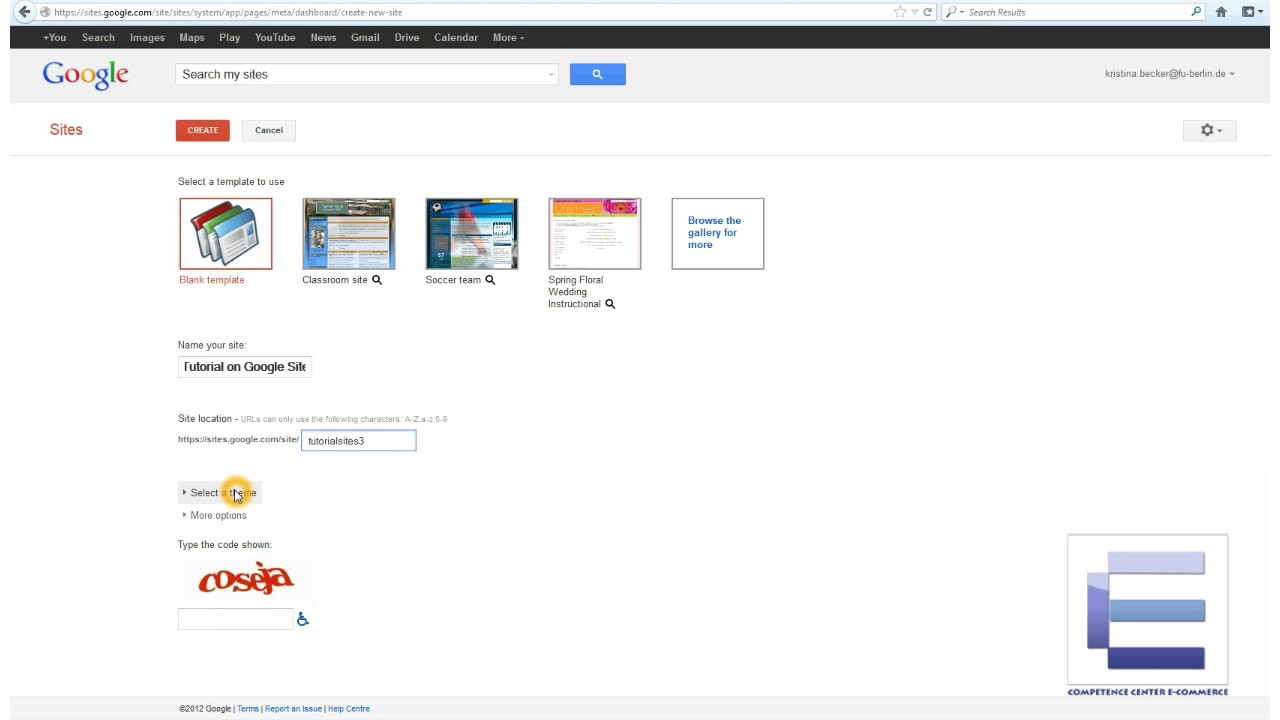 https://sites.google.com/site/sites/system/app/pages/meta/dashboard/create-new-site
Search Results
+You Search Images Maps Play YouTube News Gmail Drive Calendar More
Google
Search my sites
kristina.becker@fu-berlin.de
Sites
CREATE
Cancel
Select a template to use
Browse the
gallery for
more
Blank template
Classroom site
Soccer team
Spring Floral
Wedding
Instructional
Name your site:
Tutorial on Google Site
Site location - URLs can only use the following characters: A-Z,a-z,0-9
https://sites.google.com/site/ tutorialsites3
Select a theme
More options
Type the code shown:
coseja
©2012 Google | Terms | Report an Issue | Help Centre
E
COMPETENCE CENTER E-COMMERCE